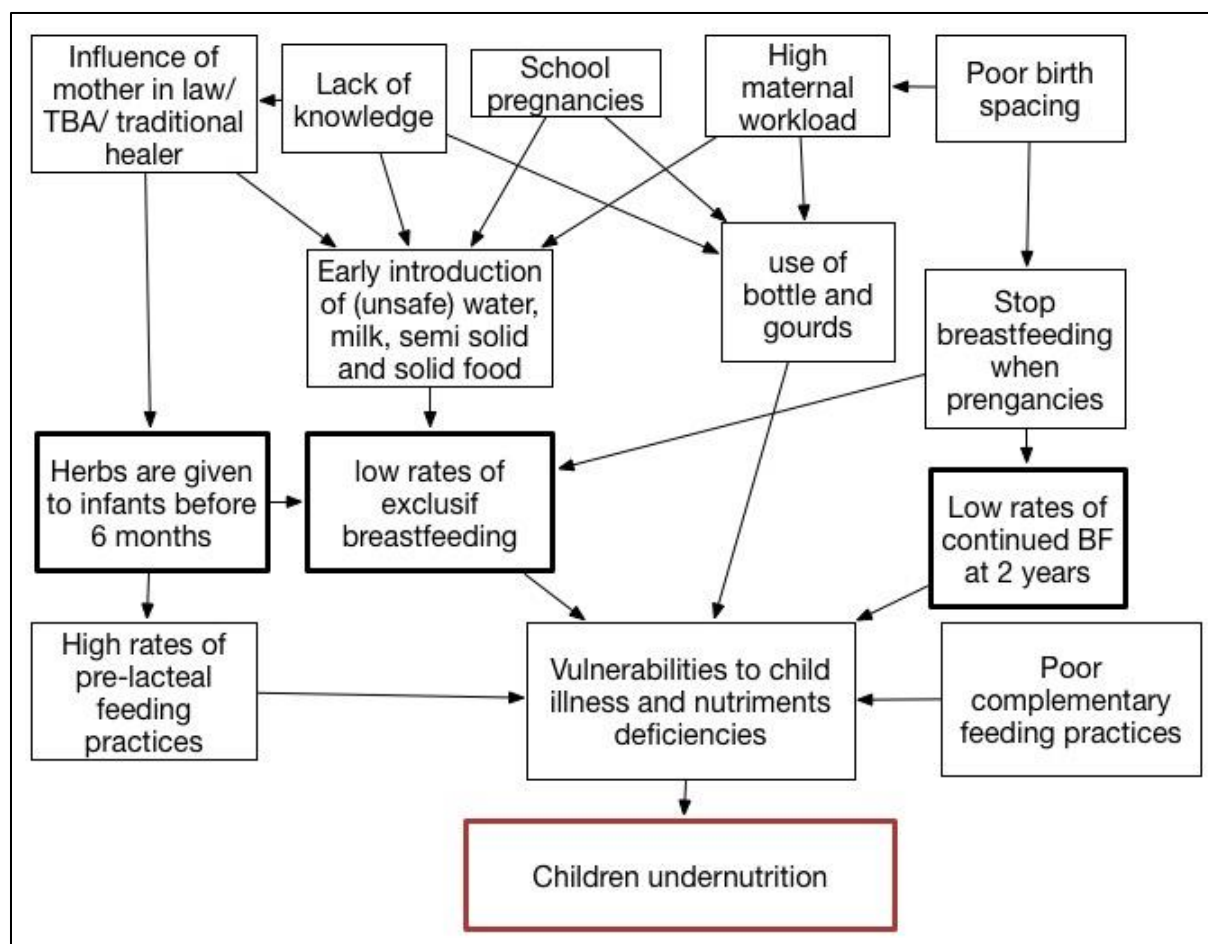 Influence of
mother in law/
TBA/ traditional
healer
Lack of
knowledge
School
pregnancies
High
maternal
workload
Poor birth
spacing
Early introduction
of (unsafe) water,
milk, semi solid
and solid food
use of
bottle and
gourds
Stop
breastfeeding
when
prengancies
Herbs are given
to infants before
6 months
low rates of
exclusif
breastfeeding
Low rates of
continued BF
at 2 years
High rates of
pre-lacteal
feeding
practices
Vulnerabilities to child
illness and nutriments
deficiencies
Poor
complementary
feeding practices
Children undernutrition